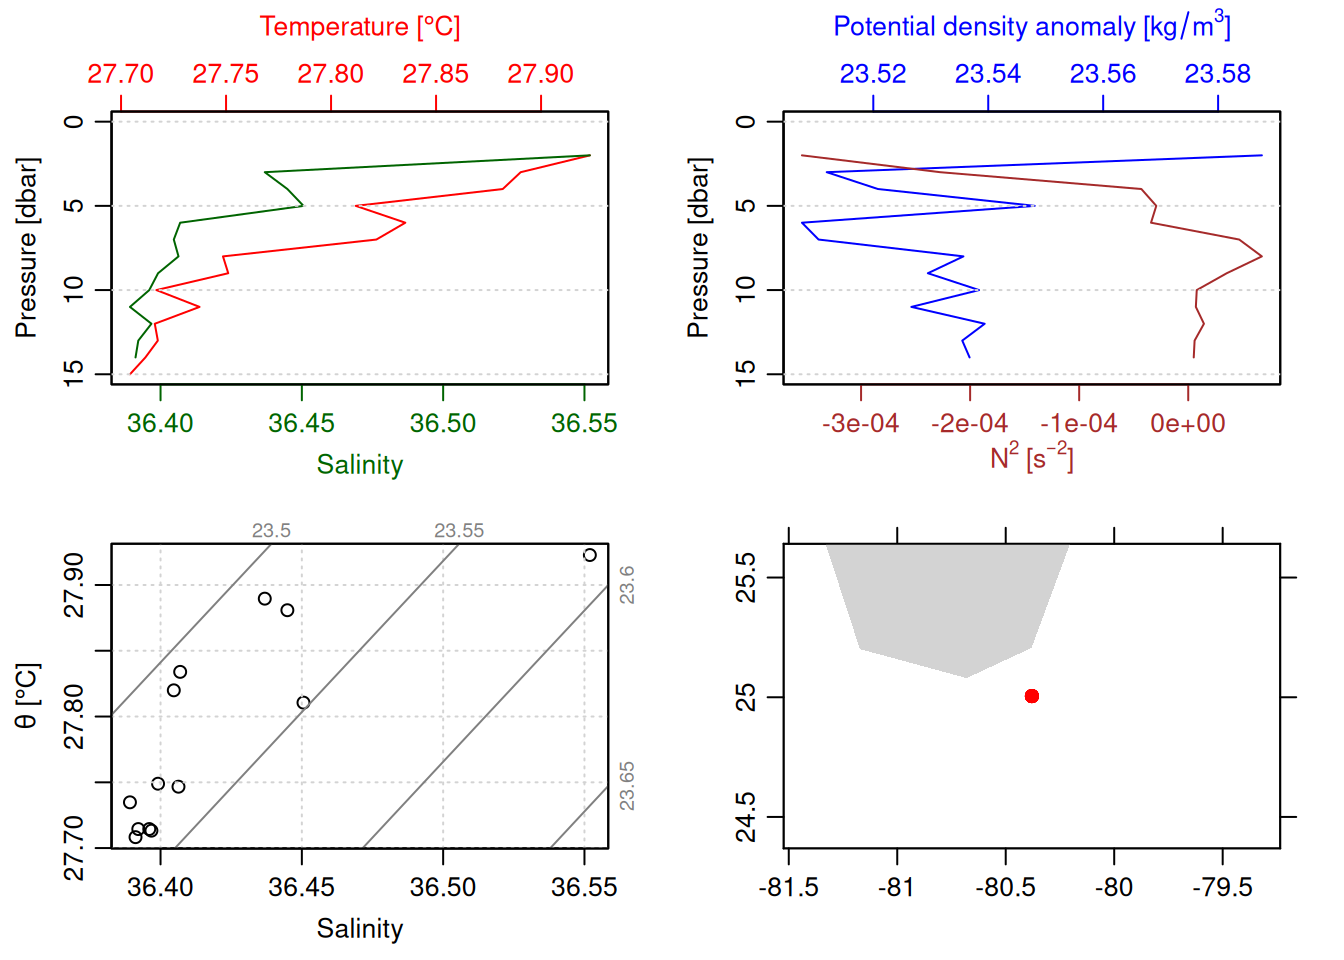 Temperature [°C]
27.70 27.75 27.80 27.85 27.90
Pressure [dbar]
0
5
10
15
36.40 36.45 36.50 36.55
Salinity
Potential density anomaly [kg/m³]
23.52 23.54 23.56 23.58
Pressure [dbar]
0
5
10
15
-3e-04 -2e-04 -1e-04 0e+00
N² [s⁻²]
23.5 23.55
23.6
23.65
θ [°C]
27.90
27.80
27.70
36.40 36.45 36.50 36.55
Salinity
25.5
25
24.5
-81.5 -81 -80.5 -80 -79.5